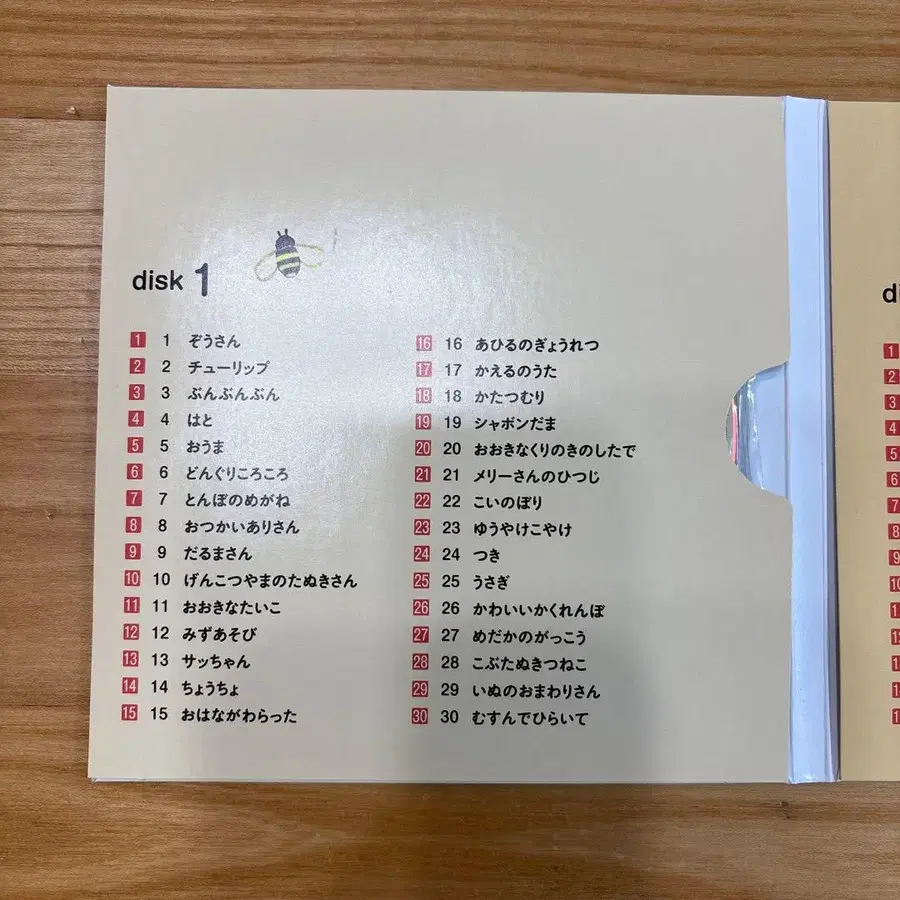 disk 1
1 1 ぞうさん
2 2 チューリップ
3 3 ぶんぶんぶん
4 4 はと
5 5 おうま
6 6 どんぐりころころ
7 7 とんぼのめがね
8 8 おつかいありさん
9 9 だるまさん
10 10 げんこつやまのたぬきさん
11 11 おおきなたいこ
12 12 みずあそび
13 13 サッちゃん
14 14 ちょうちょ
15 15 おはながわらった
16 16 あひるのぎょうれつ
17 17 かえるのうた
18 18 かたつむり
19 19 シャボンだま
20 20 おおきなくりのきのしたで
21 21 メリーさんのひつじ
22 22 こいのぼり
23 23 ゆうやけこやけ
24 24 つき
25 25 うさぎ
26 26 かわいいかくれんぼ
27 27 めだかのがっこう
28 28 こぶたぬきつねこ
29 29 いぬのおまわりさん
30 30 むすんでひらいて
1
2
3
4
5
6
7
8
9
10